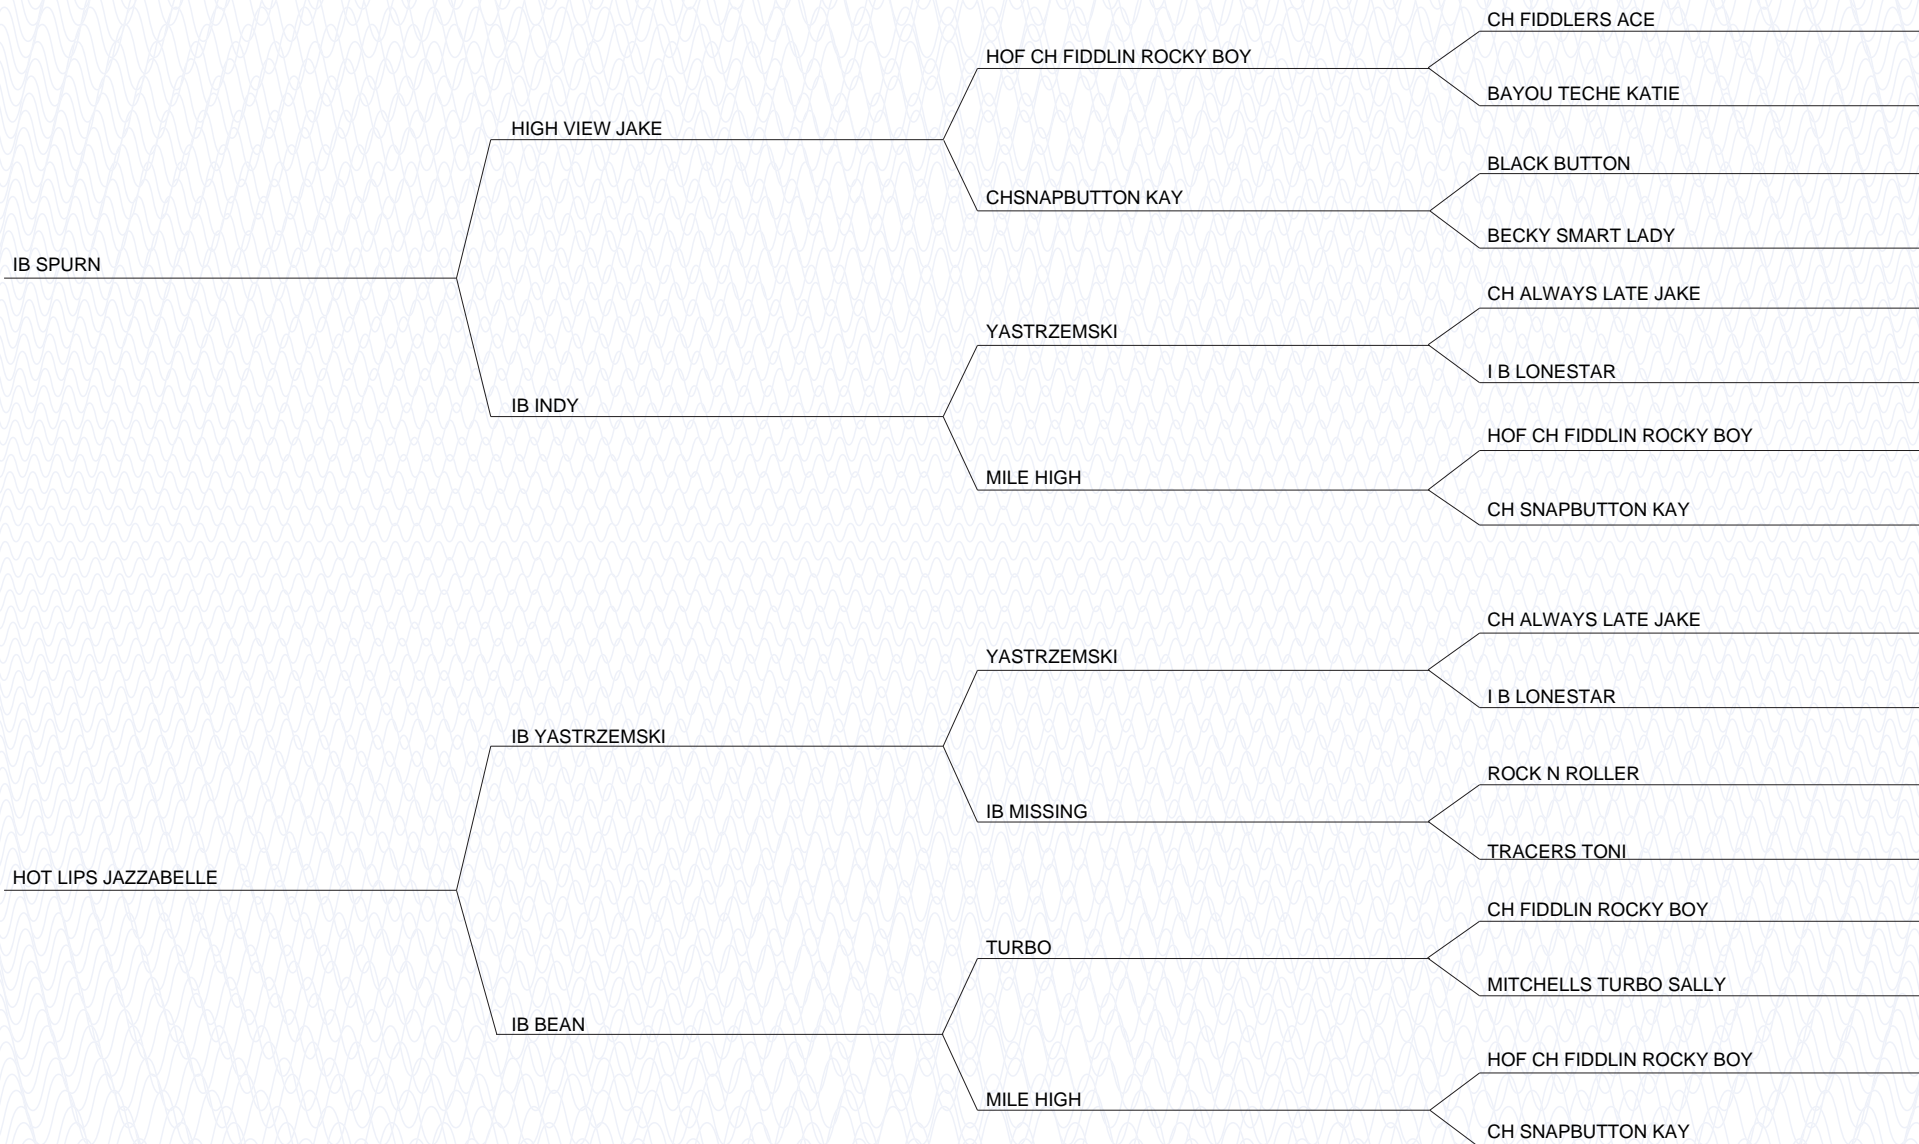 CH FIDDLERS ACE
HOF CH FIDDLIN ROCKY BOY
BAYOU TECHE KATIE
HIGH VIEW JAKE
BLACK BUTTON
CHSNAPBUTTON KAY
BECKY SMART LADY
IB SPURN
CH ALWAYS LATE JAKE
YASTRZEMSKI
I B LONESTAR
IB INDY
HOF CH FIDDLIN ROCKY BOY
MILE HIGH
CH SNAPBUTTON KAY
CH ALWAYS LATE JAKE
YASTRZEMSKI
I B LONESTAR
IB YASTRZEMSKI
ROCK N ROLLER
IB MISSING
TRACERS TONI
HOT LIPS JAZZABELLE
CH FIDDLIN ROCKY BOY
TURBO
MITCHELLS TURBO SALLY
IB BEAN
HOF CH FIDDLIN ROCKY BOY
MILE HIGH
CH SNAPBUTTON KAY